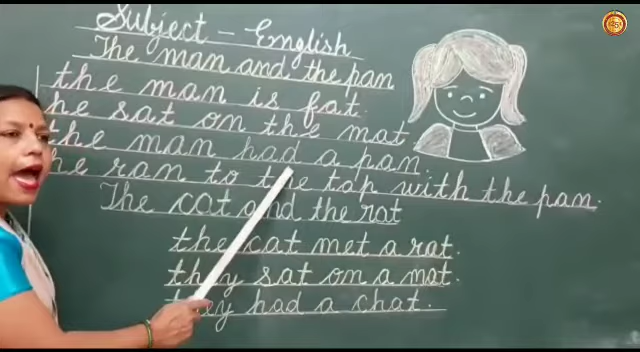 Subject - English
The man and the pan
the man is fat.
he sat on the mat
the man had a pan
he ran to the tap with the pan.
The cat and the rat
the cat met a rat.
they sat on a mat.
they had a chat.